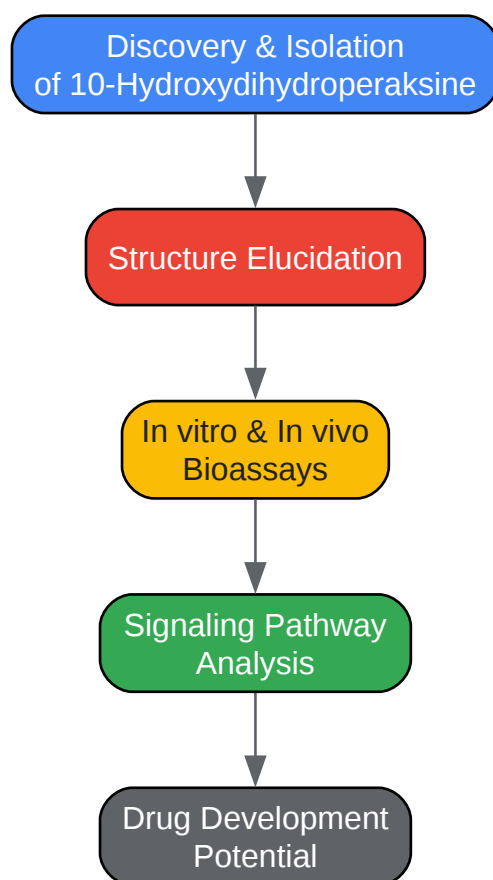 Discovery & Isolation
of 10-Hydroxydihydroperaksine
Structure Elucidation
In vitro & In vivo
Bioassays
Signaling Pathway
Analysis
Drug Development
Potential